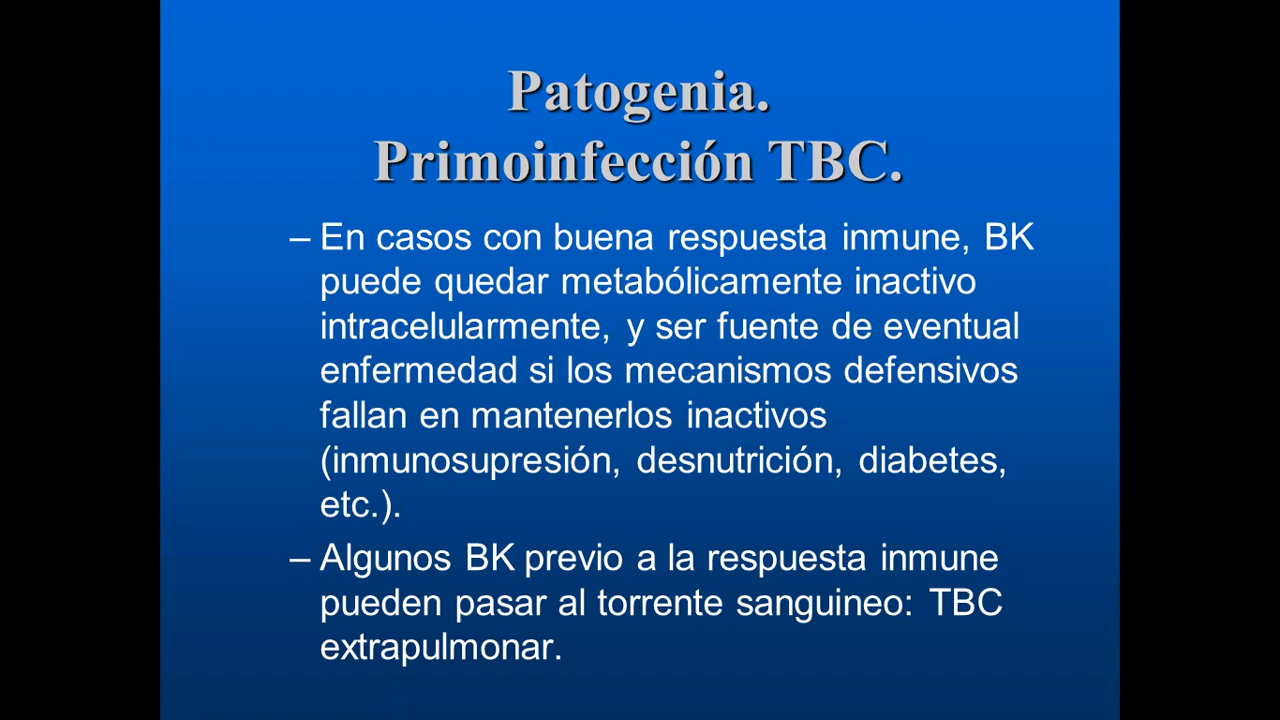 Patogenia.
Primoinfección TBC.
– En casos con buena respuesta inmune, BK
puede quedar metabólicamente inactivo
intracelularmente, y ser fuente de eventual
enfermedad si los mecanismos defensivos
fallan en mantenerlos inactivos
(inmunosupresión, desnutrición, diabetes,
etc.).
– Algunos BK previo a la respuesta inmune
pueden pasar al torrente sanguineo: TBC
extrapulmonar.